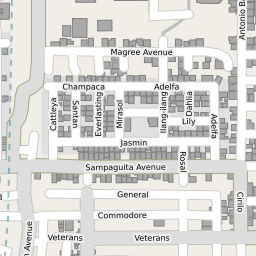 Antonio Ba
Magree Avenue
Champaca
Adelfa
Cattleya
Santan
Everlasting
Mirasol
Ilang-Ilang
Dahlia
Lily
Adelfa
Jasmin
Sampaguita Avenue
Rosal
General
Cirilo
Commodore
n Avenue
Veterans
Veterans